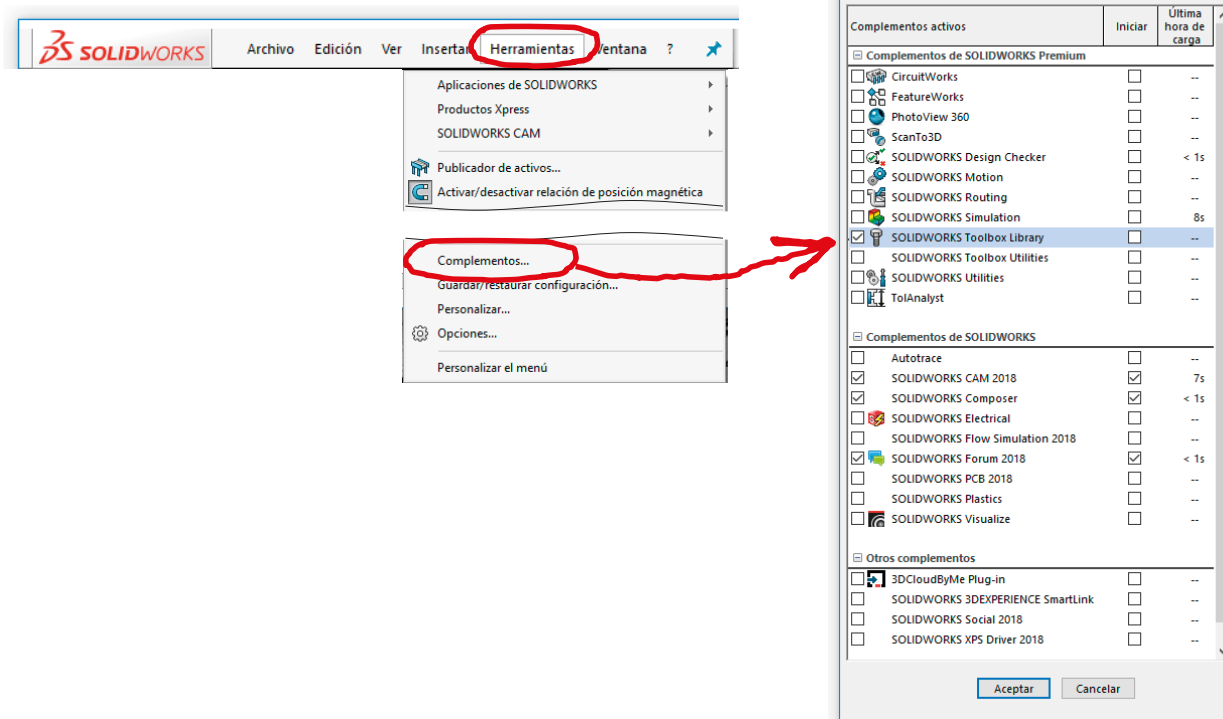 SOLIDWORKS Archivo Edición Ver Insertar Herramientas Ventana ?
Aplicaciones de SOLIDWORKS
Productos Xpress
SOLIDWORKS CAM
Publicador de activos...
Activar/desactivar relación de posición magnética
Complementos...
Guardar/restaurar configuración...
Personalizar...
Opciones...
Personalizar el menú
Complementos activos Iniciar Última hora de carga
Complementos de SOLIDWORKS Premium
CircuitWorks --
FeatureWorks --
PhotoView 360 --
ScanTo3D --
SOLIDWORKS Design Checker < 1s
SOLIDWORKS Motion --
SOLIDWORKS Routing --
SOLIDWORKS Simulation 8s
SOLIDWORKS Toolbox Library --
SOLIDWORKS Toolbox Utilities --
SOLIDWORKS Utilities --
TolAnalyst --
Complementos de SOLIDWORKS
Autotrace --
SOLIDWORKS CAM 2018 7s
SOLIDWORKS Composer < 1s
SOLIDWORKS Electrical --
SOLIDWORKS Flow Simulation 2018 --
SOLIDWORKS Forum 2018 < 1s
SOLIDWORKS PCB 2018 --
SOLIDWORKS Plastics --
SOLIDWORKS Visualize --
Otros complementos
3DCloudByMe Plug-in --
SOLIDWORKS 3DEXPERIENCE SmartLink --
SOLIDWORKS Social 2018 --
SOLIDWORKS XPS Driver 2018 --
Aceptar Cancelar